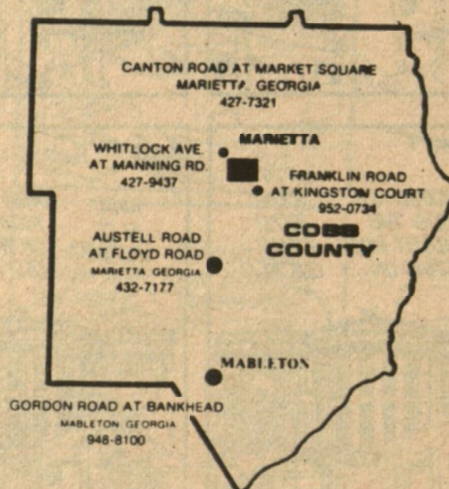 CANTON ROAD AT MARKET SQUARE
MARIETTA, GEORGIA
427-7321
MARIETTA
WHITLOCK AVE.
AT MANNING RD.
427-9437
FRANKLIN ROAD
AT KINGSTON COURT
952-0734
COBB
COUNTY
AUSTELL ROAD
AT FLOYD ROAD
MARIETTA GEORGIA
432-7177
MABLETON
GORDON ROAD AT BANKHEAD
MABLETON GEORGIA
948-8100